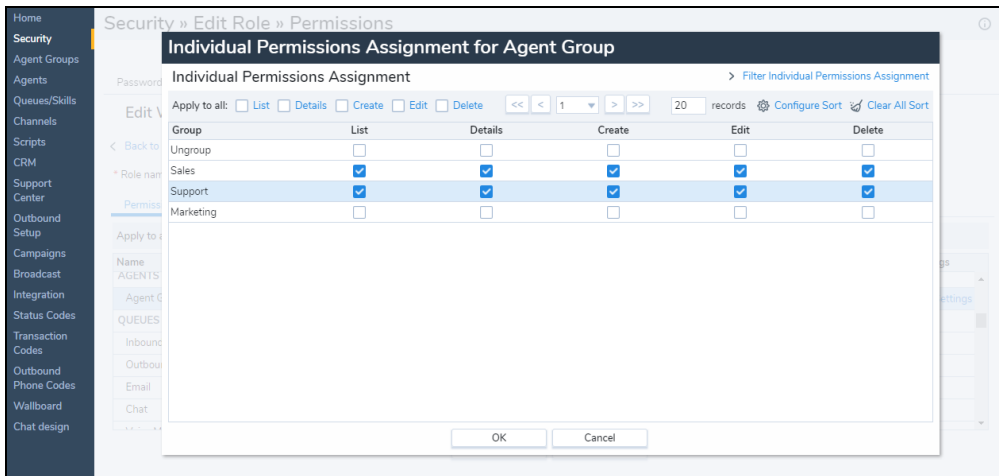 Home
Security
Agent Groups
Agents
Queues/Skills
Channels
Scripts
CRM
Support
Center
Outbound
Setup
Campaigns
Broadcast
Integration
Status Codes
Transaction
Codes
Outbound
Phone Codes
Wallboard
Chat design
Security » Edit Role » Permissions
Password
Edit
< Back to
* Role nam
Permiss
Apply to a
Name
AGENTS
Agent G
QUEUES
Inbound
Outbou
Email
Chat
gs
ettings
Individual Permissions Assignment for Agent Group
Individual Permissions Assignment > Filter Individual Permissions Assignment
Apply to all: List Details Create Edit Delete << < 1 > >> 20 records Configure Sort Clear All Sort
Group List Details Create Edit Delete
Ungroup
Sales
Support
Marketing
OK Cancel